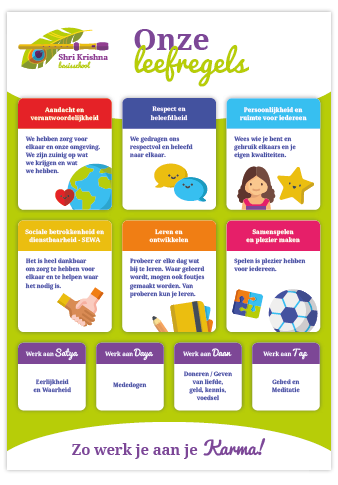 Shri Krishna
basisschool
Onze
leefregels
Aandacht en
verantwoordelijkheid
We hebben zorg voor
elkaar en onze omgeving.
We zijn zuinig op wat
we krijgen en wat
we hebben.
Respect en
beleefdheid
We gedragen ons
respectvol en beleefd
naar elkaar.
Persoonlijkheid en
ruimte voor iedereen
Wees wie je bent en
gebruik elkaars en je
eigen kwaliteiten.
Sociale betrokkenheid en
dienstbaarheid - SEWA
Het is heel dankbaar
om zorg te hebben voor
elkaar en te helpen waar
het nodig is.
Leren en
ontwikkelen
Probeer er elke dag wat
bij te leren. Waar geleerd
wordt, mogen ook foutjes
gemaakt worden. Van
proberen kun je leren.
Samenspelen
en plezier maken
Spelen is plezier hebben
voor iedereen.
Werk aan Satya
Eerlijkheid
en Waarheid
Werk aan Daya
Mededogen
Werk aan Daan
Doneren / Geven
van liefde,
geld, kennis,
voedsel
Werk aan Tap
Gebed en
Meditatie
Zo werk je aan je Karma!